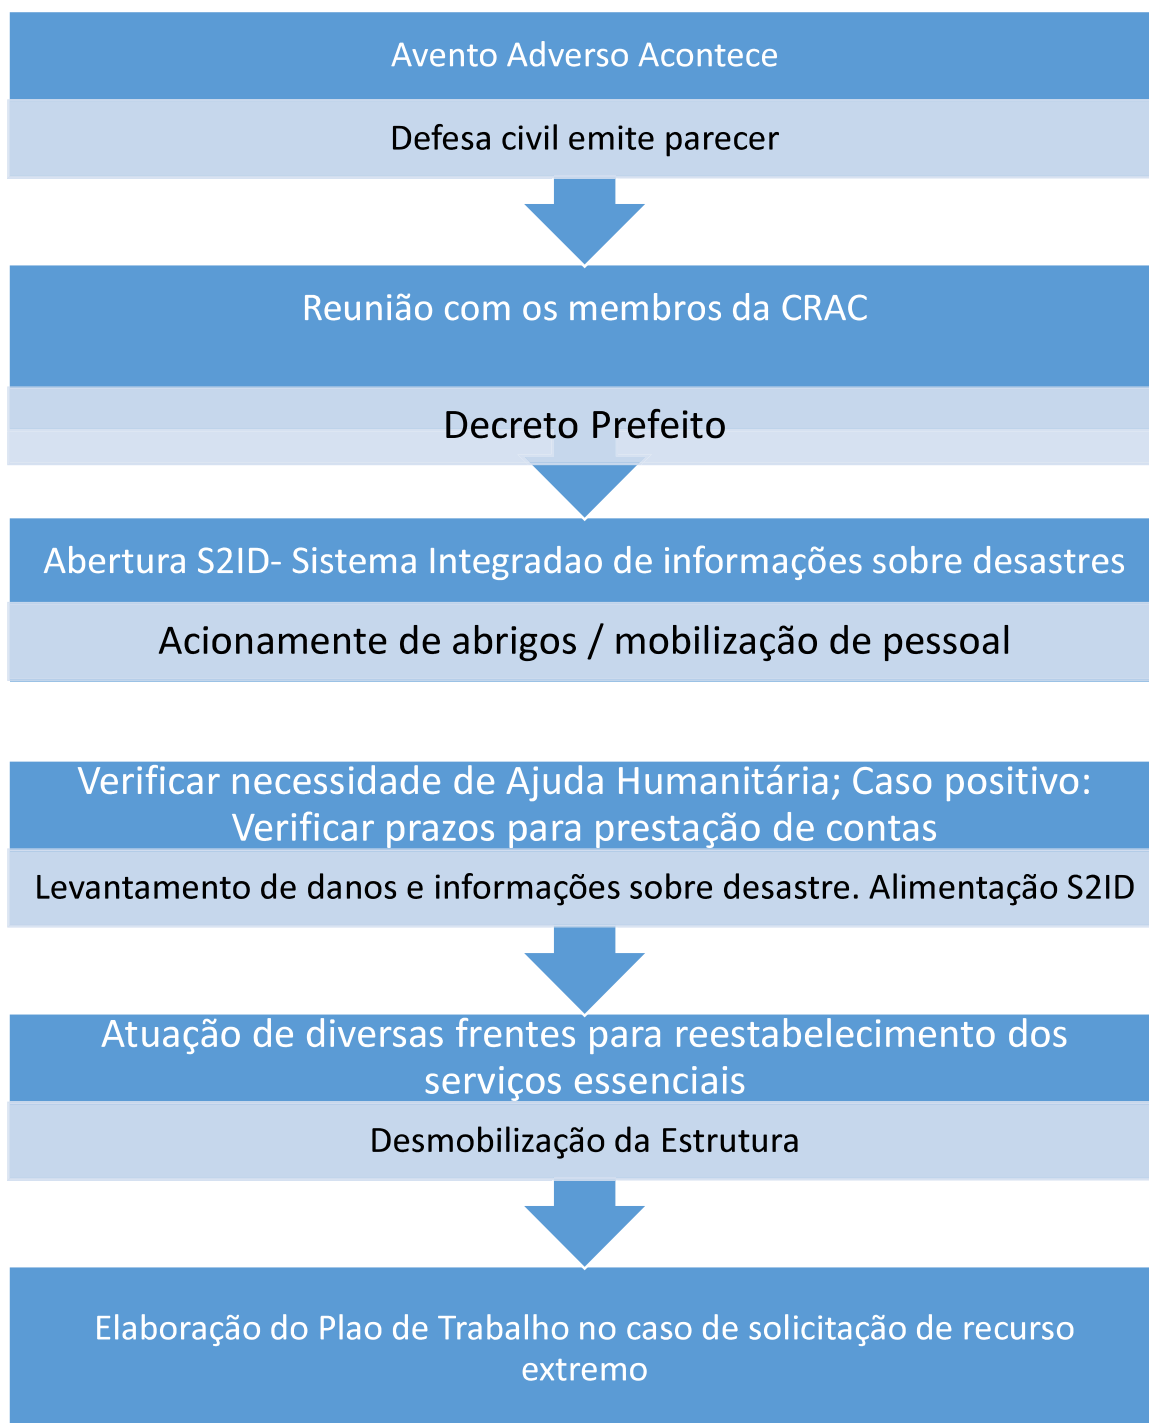 Avento Adverso Acontece
Defesa civil emite parecer
Reunião com os membros da CRAC
Decreto Prefeito
Abertura S2ID- Sistema Integradao de informações sobre desastres
Acionamente de abrigos / mobilização de pessoal
Verificar necessidade de Ajuda Humanitária; Caso positivo:
Verificar prazos para prestação de contas
Levantamento de danos e informações sobre desastre. Alimentação S2ID
Atuação de diversas frentes para reestabelecimento dos
serviços essenciais
Desmobilização da Estrutura
Elaboração do Plao de Trabalho no caso de solicitação de recurso
extremo